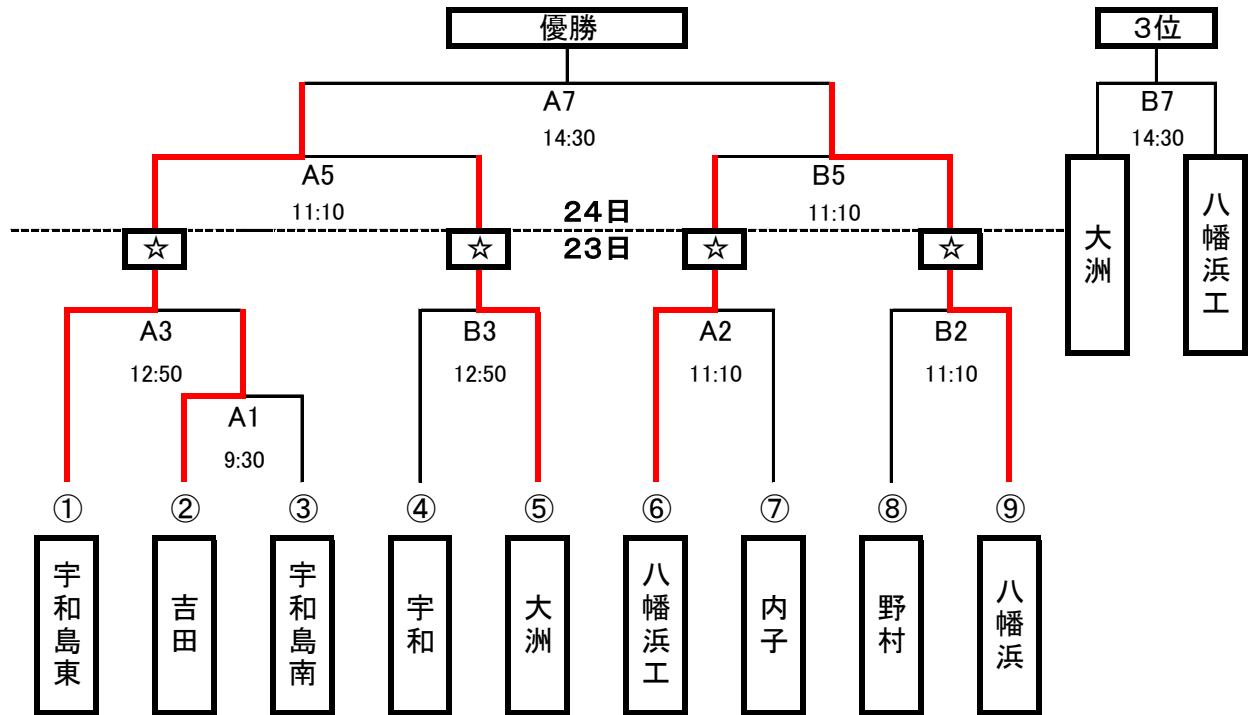 優勝
3位
A7
14:30
B7
14:30
A5
11:10
B5
11:10
24日
23日
☆
☆
☆
☆
大洲
八幡浜工
A3
12:50
B3
12:50
A2
11:10
B2
11:10
A1
9:30
①
②
③
④
⑤
⑥
⑦
⑧
⑨
宇和島東
吉田
宇和島南
宇和
大洲
八幡浜工
内子
野村
八幡浜